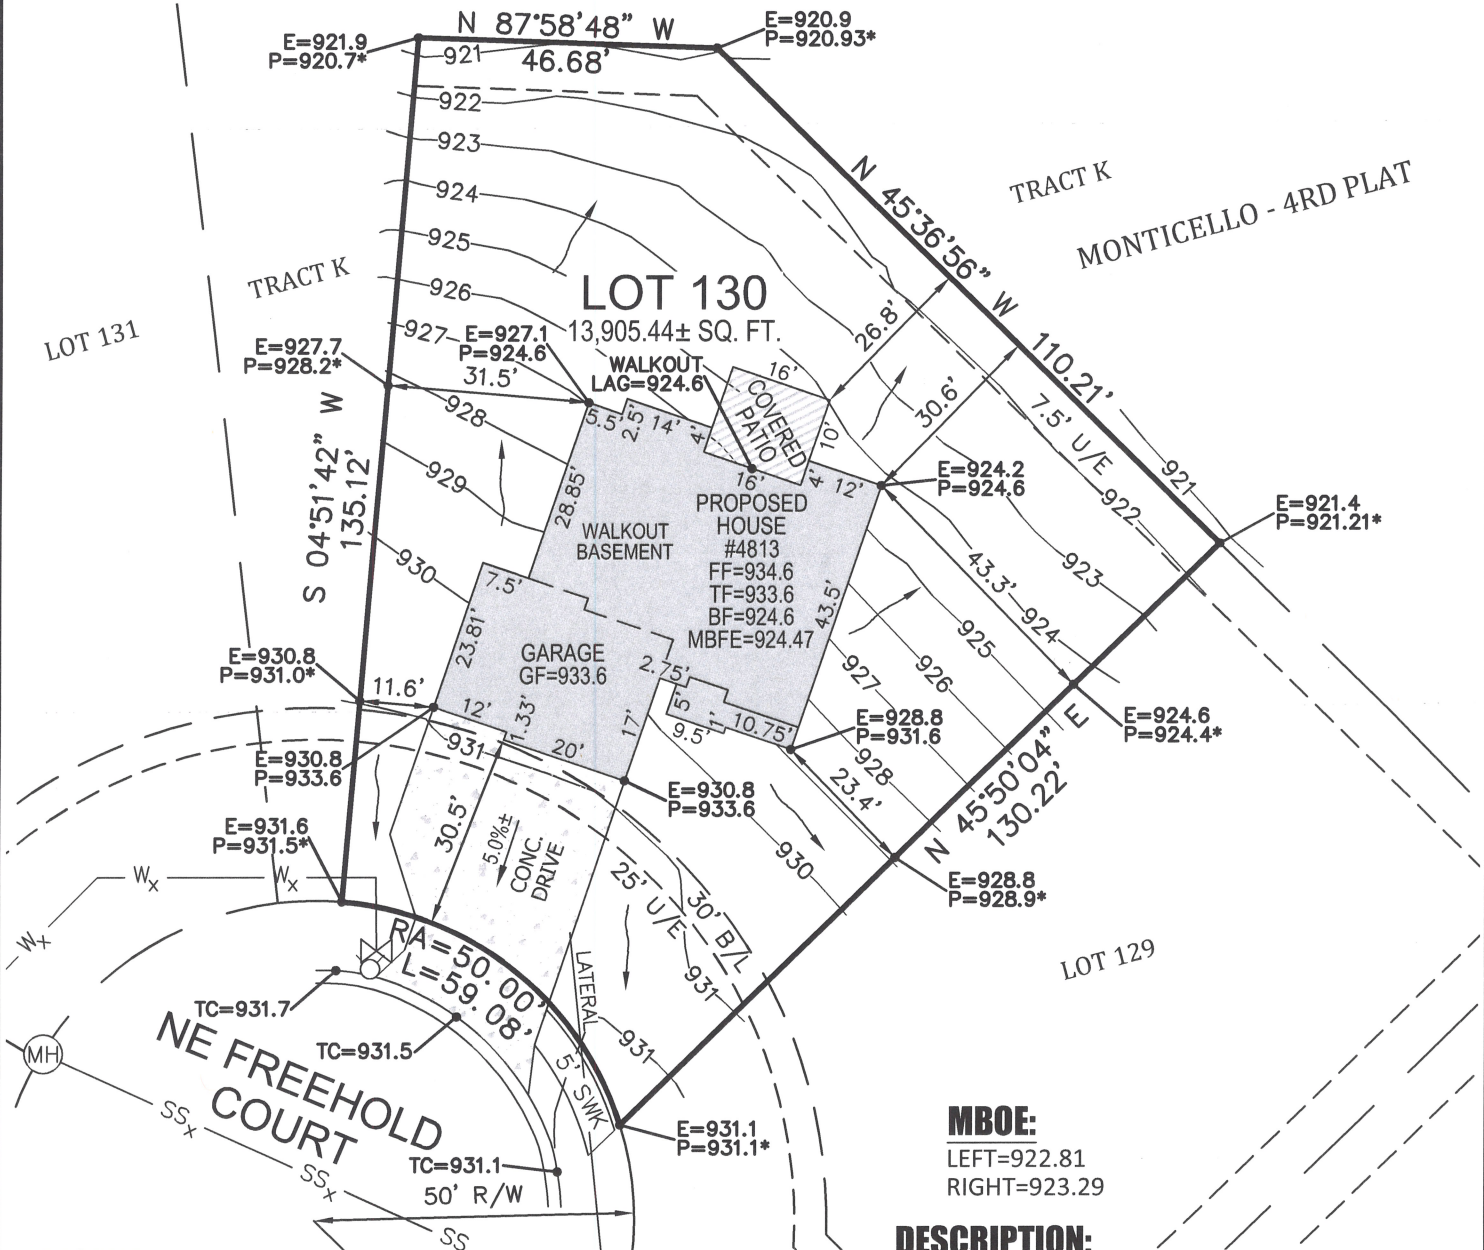 N 87°58'48" W
46.68'
E=921.9
P=920.7*
E=920.9
P=920.93*
921
922
923
924
925
926
927
928
929
930
931
N 45°36'56" W 110.21'
TRACT K
MONTICELLO - 4RD PLAT
TRACT K
LOT 131
LOT 130
13,905.44± SQ. FT.
E=927.1
P=924.6
E=927.7
P=928.2*
31.5'
WALKOUT
LAG=924.6
16'
COVERED
PATIO
10'
26.8'
30.6'
7.5' U/E
921
922
923
924
925
926
927
928
930
5.5'
2.5'
14'
4'
16'
4'
12'
E=924.2
P=924.6
E=921.4
P=921.21*
S 04°51'42" W
135.12'
28.85'
WALKOUT
BASEMENT
PROPOSED
HOUSE
#4813
FF=934.6
TF=933.6
BF=924.6
MBFE=924.47
43.5'
43.3'
7.5'
23.81'
GARAGE
GF=933.6
2.75'
5'
9.5'
1'
10.75'
E=930.8
P=931.0*
11.6'
12'
1.33'
20'
17'
E=928.8
P=931.6
E=924.6
P=924.4*
23.4'
N 45°50'04" E
130.22'
E=930.8
P=933.6
E=930.8
P=933.6
E=931.6
P=931.5*
30.5'
5.0%±
CONC.
DRIVE
25' U/E
30' B/L
931
931
E=928.8
P=928.9*
LOT 129
Wx
Wx
Wx
RA=50.00'
L=59.08'
LATERAL
5' SWK
TC=931.7
TC=931.5
TC=931.1
MH
NE FREEHOLD
COURT
SSx
SSx
SS
50' R/W
E=931.1
P=931.1*
MBOE:
LEFT=922.81
RIGHT=923.29
DESCRIPTION: